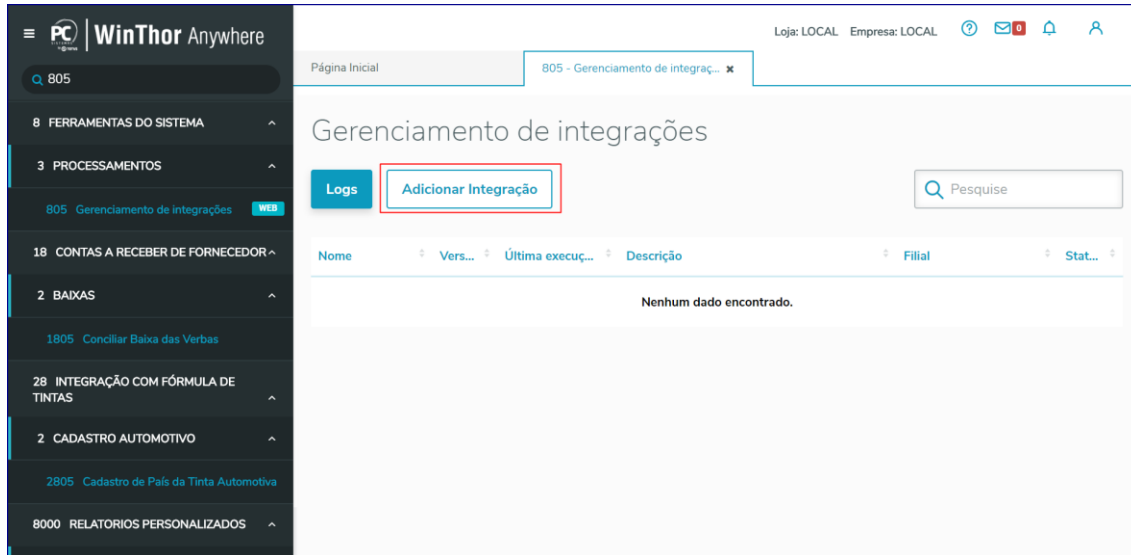 PC | WinThor Anywhere
805
8 FERRAMENTAS DO SISTEMA
3 PROCESSAMENTOS
805 Gerenciamento de integrações WEB
18 CONTAS A RECEBER DE FORNECEDOR
2 BAIXAS
1805 Conciliar Baixa das Verbas
28 INTEGRAÇÃO COM FÓRMULA DE
TINTAS
2 CADASTRO AUTOMOTIVO
2805 Cadastro de País da Tinta Automotiva
8000 RELATORIOS PERSONALIZADOS
Loja: LOCAL Empresa: LOCAL 0
Página Inicial 805 - Gerenciamento de integraç...
Gerenciamento de integrações
Logs Adicionar Integração Pesquise
Nome Vers... Última execuç... Descrição Filial Stat...
Nenhum dado encontrado.